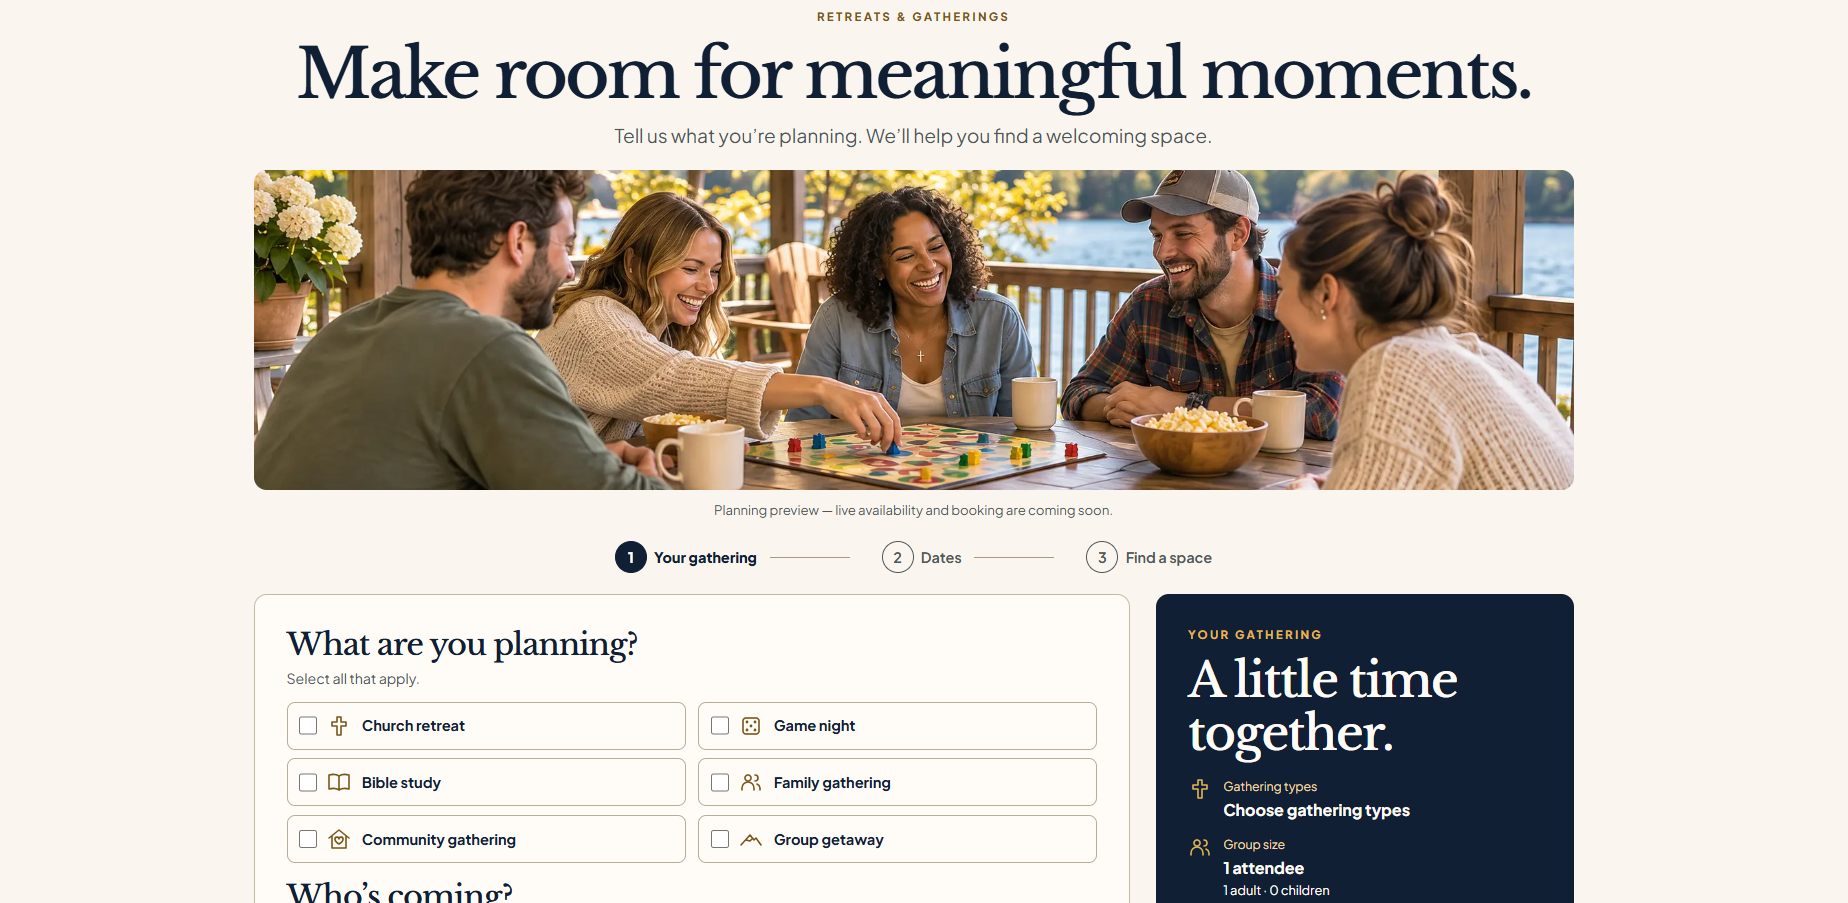 RETREATS & GATHERINGS
Make room for meaningful moments.
Tell us what you’re planning. We’ll help you find a welcoming space.
Planning preview — live availability and booking are coming soon.
1 Your gathering
2 Dates
3 Find a space
What are you planning?
Select all that apply.
Church retreat
Game night
Bible study
Family gathering
Community gathering
Group getaway
Who’s coming?
YOUR GATHERING
A little time
together.
Gathering types
Choose gathering types
Group size
1 attendee
1 adult · 0 children